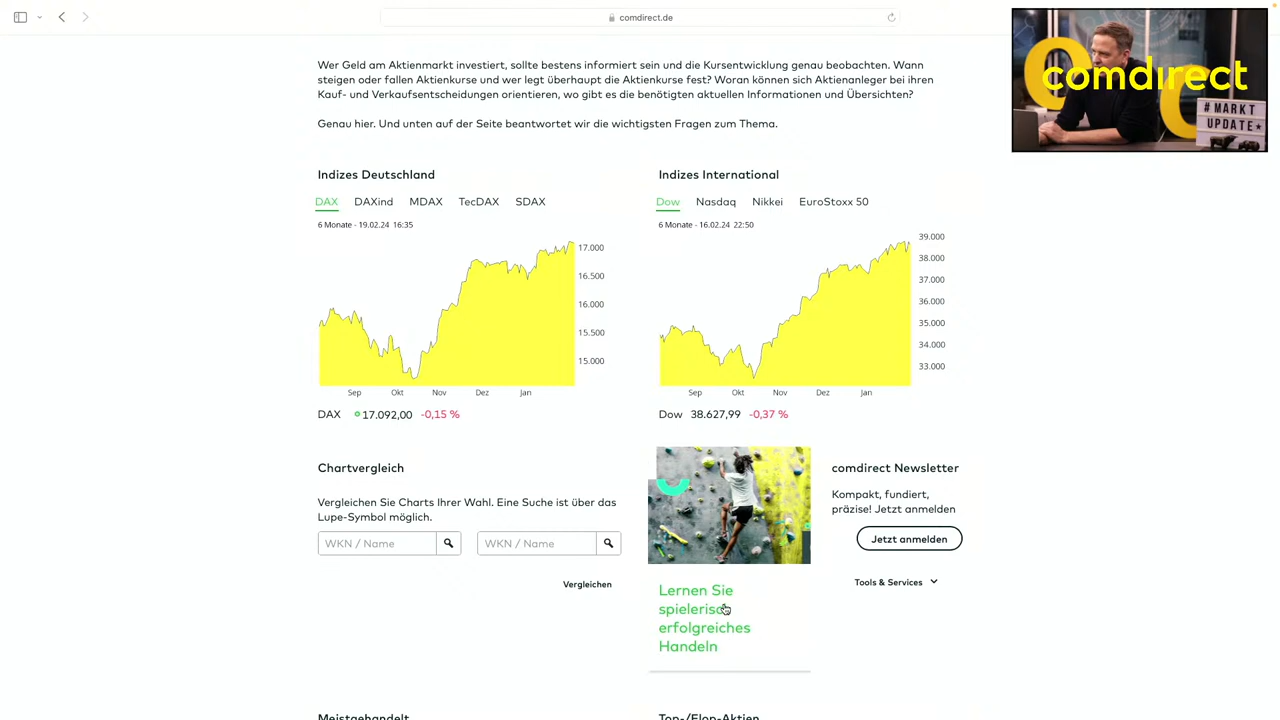 comdirect.de
comdirect
# MARKT
UPDATE
Wer Geld am Aktienmarkt investiert, sollte bestens informiert sein und die Kursentwicklung genau beobachten. Wann
steigen oder fallen Aktienkurse und wer legt überhaupt die Aktienkurse fest? Woran können sich Aktienanleger bei ihren
Kauf- und Verkaufsentscheidungen orientieren, wo gibt es die benötigten aktuellen Informationen und Übersichten?
Genau hier. Und unten auf der Seite beantwortet wir die wichtigsten Fragen zum Thema.
Indizes Deutschland
DAX DAXind MDAX TecDAX SDAX
6 Monate - 19.02.24 16:35
17.000
16.500
16.000
15.500
15.000
Sep Okt Nov Dez Jan
DAX 17.092,00 -0,15 %
Indizes International
Dow Nasdaq Nikkei EuroStoxx 50
6 Monate - 16.02.24 22:50
39.000
38.000
37.000
36.000
35.000
34.000
33.000
Sep Okt Nov Dez Jan
Dow 38.627,99 -0,37 %
Chartvergleich
Vergleichen Sie Charts Ihrer Wahl. Eine Suche ist über das
Lupe-Symbol möglich.
WKN / Name WKN / Name
Vergleichen
Lernen Sie
spielerisch
erfolgreiches
Handeln
comdirect Newsletter
Kompakt, fundiert,
präzise! Jetzt anmelden
Jetzt anmelden
Tools & Services
Meistgehandelt
Top-/Flop-Aktien